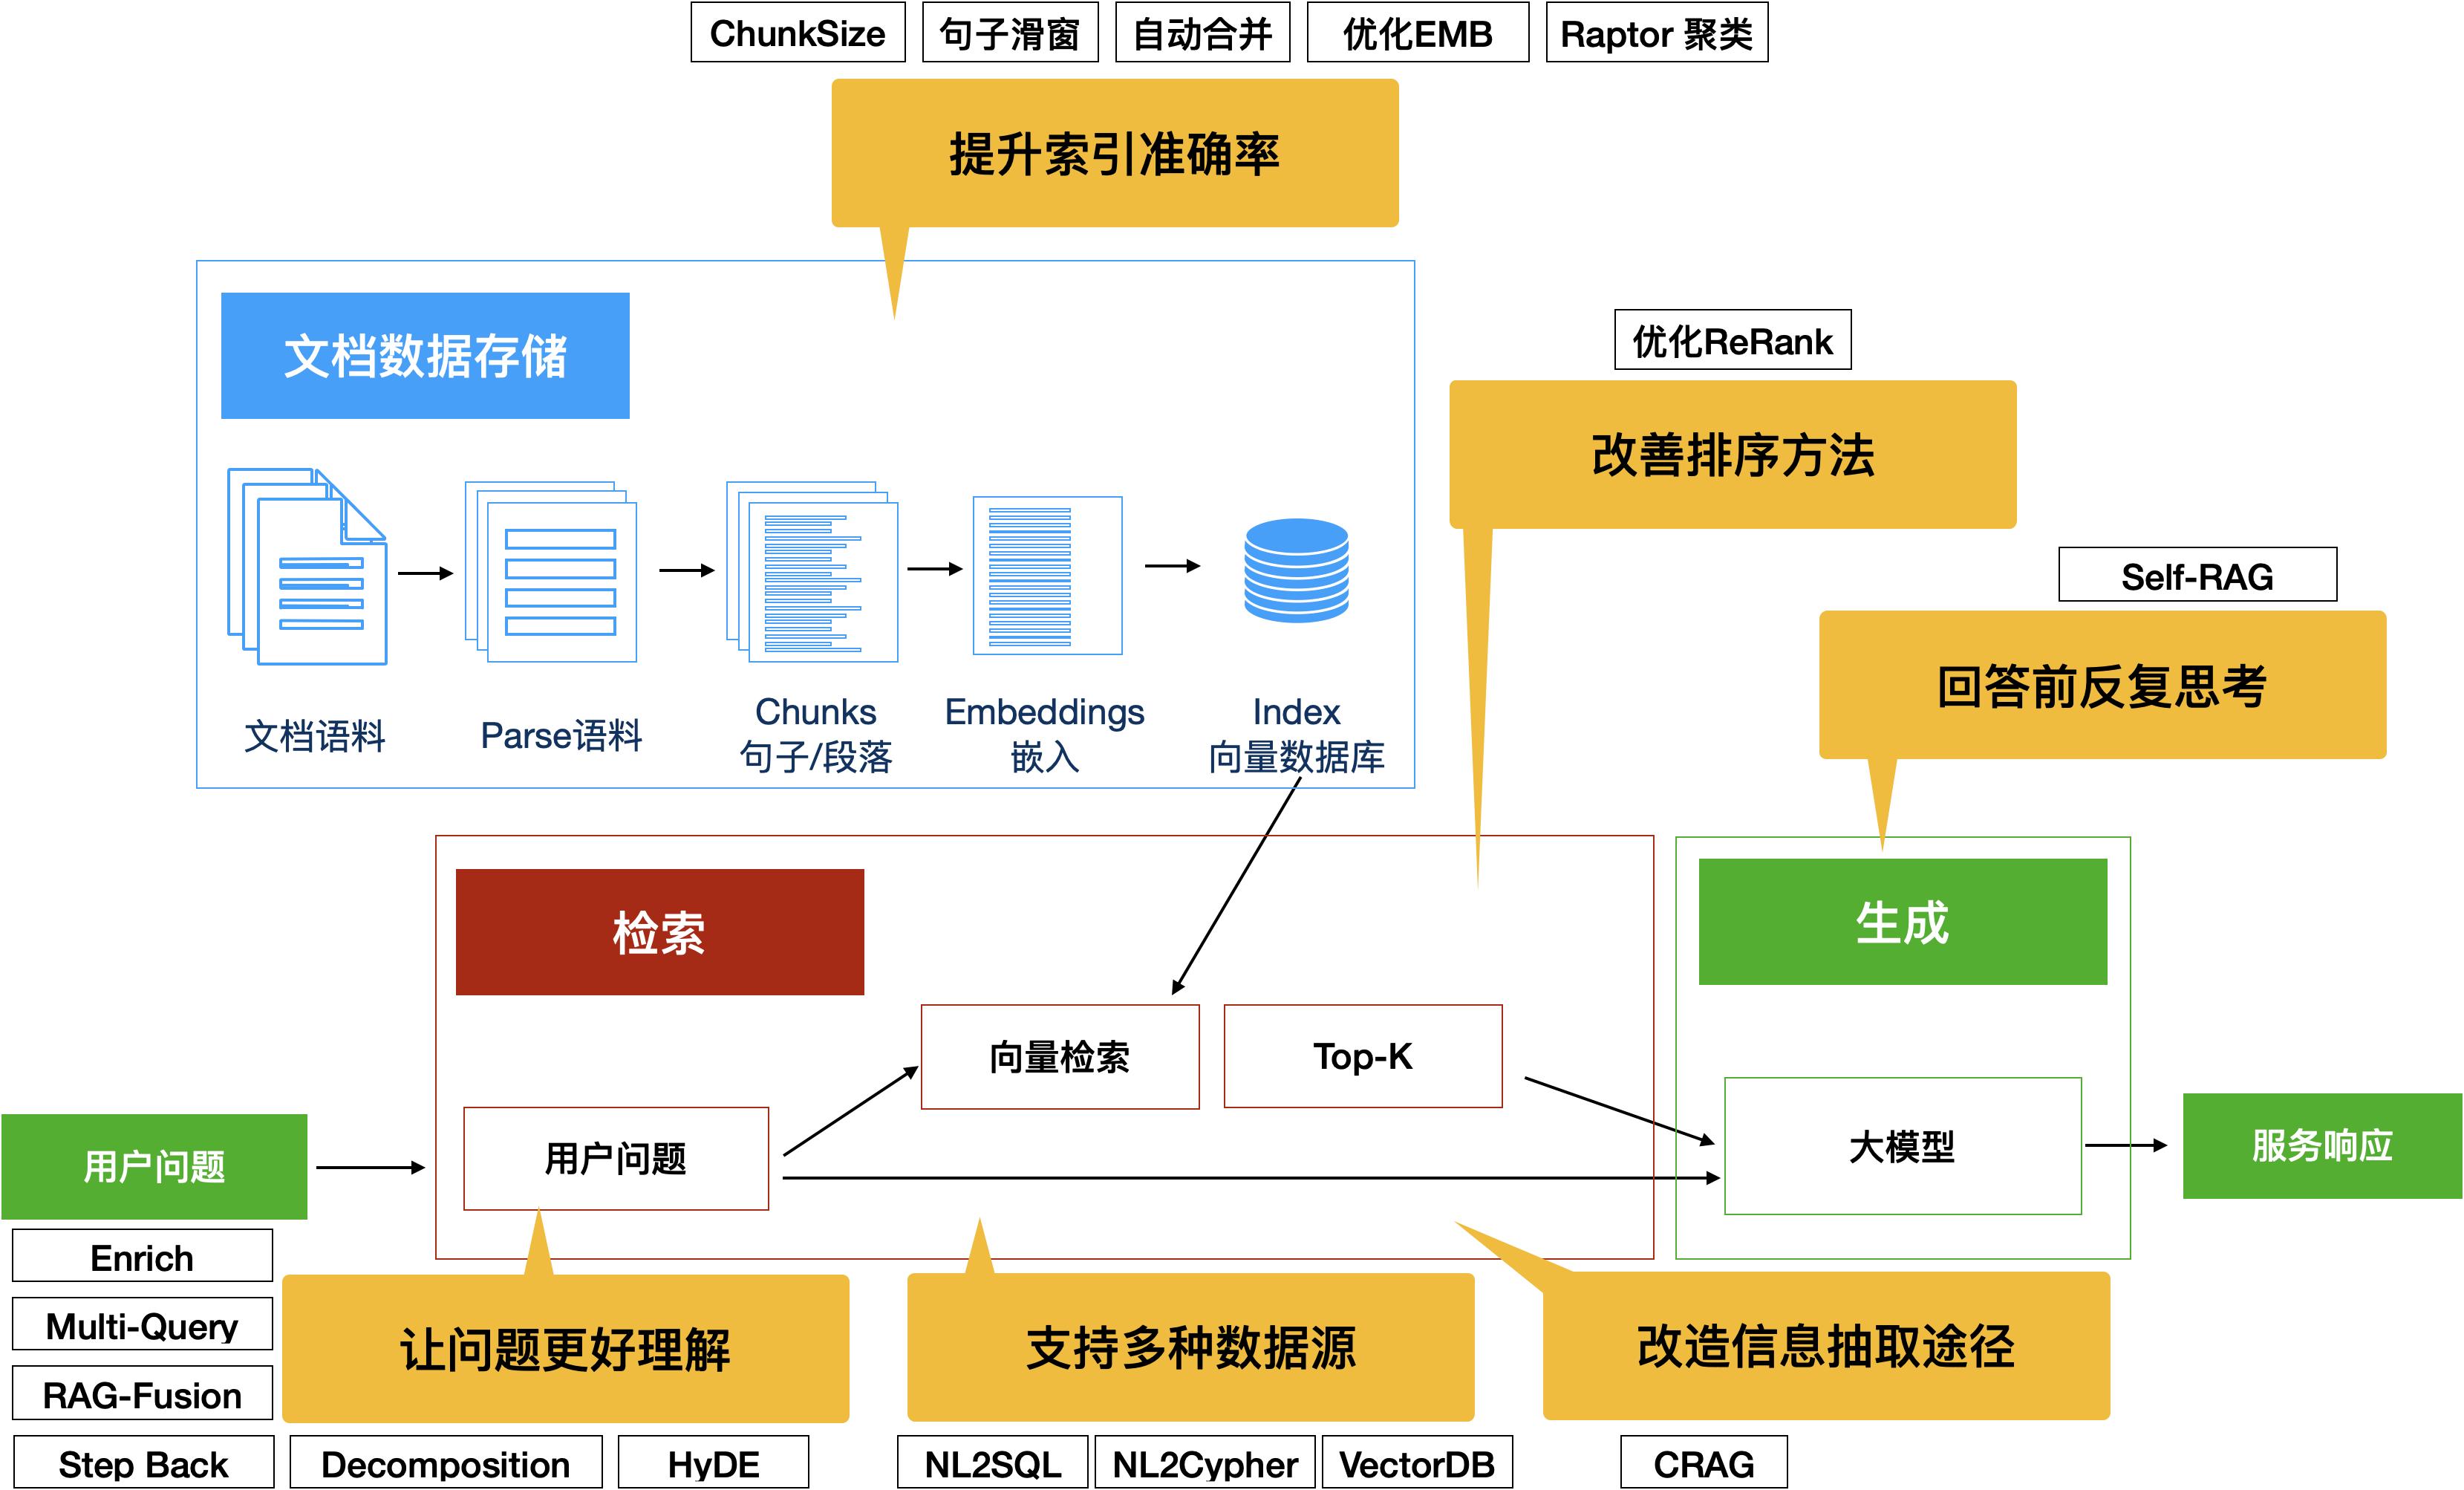 ChunkSize
句子滑窗
自动合并
优化EMB
Raptor 聚类
提升索引准确率
文档数据存储
文档语料
Parse语料
Chunks
句子/段落
Embeddings
嵌入
Index
向量数据库
优化ReRank
改善排序方法
Self-RAG
回答前反复思考
检索
生成
向量检索
Top-K
用户问题
用户问题
大模型
服务响应
Enrich
Multi-Query
RAG-Fusion
Step Back
Decomposition
HyDE
让问题更好理解
支持多种数据源
改造信息抽取途径
NL2SQL
NL2Cypher
VectorDB
CRAG